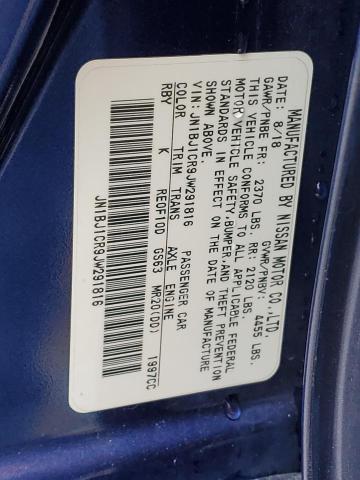 MANUFACTURED BY NISSAN MOTOR CO.,LTD.
DATE: 8/18 GVWR/PNBV: 4455 LBS.
GAWR/PNBE FR: 2370 LBS. RR: 2120 LBS.
THIS VEHICLE CONFORMS TO ALL APPLICABLE FEDERAL
MOTOR VEHICLE SAFETY,BUMPER,AND THEFT PREVENTION
STANDARDS IN EFFECT ON THE DATE OF MANUFACTURE
SHOWN ABOVE.
VIN: JN1BJ1CR9JW291816 PASSENGER CAR
COLOR TRIM TRANS AXLE ENGINE
RBY K RE0F10D GS63 MR20(DD) 1997CC
JN1BJ1CR9JW291816